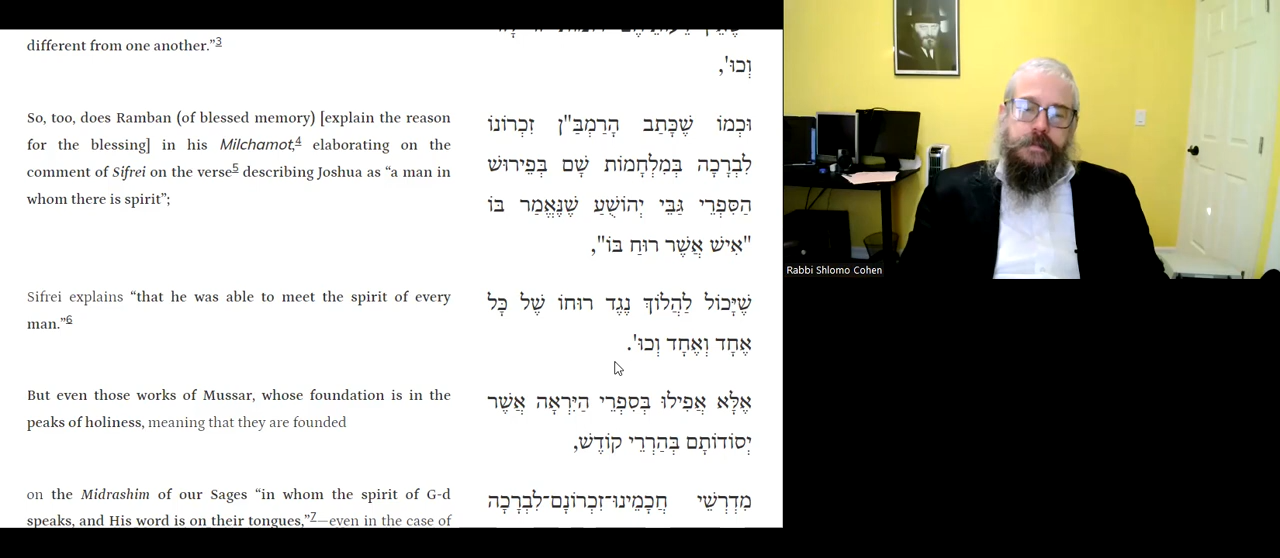 different from one another.”3
וְכוּ',
So, too, does Ramban (of blessed memory) [explain the reason
for the blessing] in his Milchamot,4 elaborating on the
comment of Sifrei on the verse5 describing Joshua as “a man in
whom there is spirit”;
וּכְמוֹ שֶׁכָּתַב הָרַמְבַּ"ן זִכְרוֹנוֹ
לִבְרָכָה בְּמִלְחָמוֹת שָׁם בְּפֵירוּשׁ
הַסִּפְרֵי גַּבֵּי יְהוֹשֻׁעַ שֶׁנֶּאֱמַר בּוֹ
"אִישׁ אֲשֶׁר רוּחַ בּוֹ",
Sifrei explains “that he was able to meet the spirit of every
man.”6
שֶׁיָּכוֹל לַהֲלוֹךְ נֶגֶד רוּחוֹ שֶׁל כָּל
אֶחָד וְאֶחָד וְכוּ'.
But even those works of Mussar, whose foundation is in the
peaks of holiness, meaning that they are founded
אֶלָּא אֲפִילוּ בְּסִפְרֵי הַיִּרְאָה אֲשֶׁר
יְסוֹדוֹתָם בְּהַרְרֵי קוֹדֶשׁ,
on the Midrashim of our Sages “in whom the spirit of G-d
speaks, and His word is on their tongues,”7—even in the case of
מִדְרְשֵׁי חֲכָמֵינוּ־זִכְרוֹנָם־לִבְרָכָה
Rabbi Shlomo Cohen